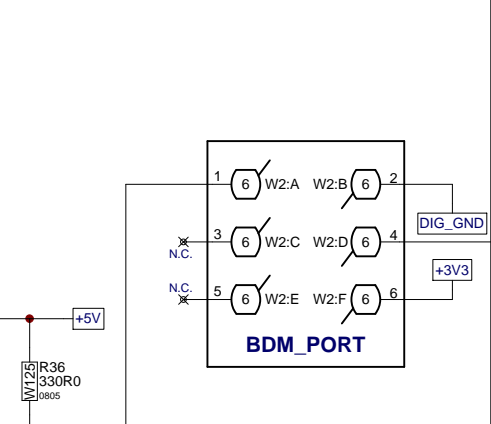 1 6 W2:A W2:B 6 2
DIG_GND
3 6 W2:C W2:D 6 4
N.C.
+3V3
N.C.
5 6 W2:E W2:F 6 6
+5V
BDM_PORT
W125
R36
330R0
0805